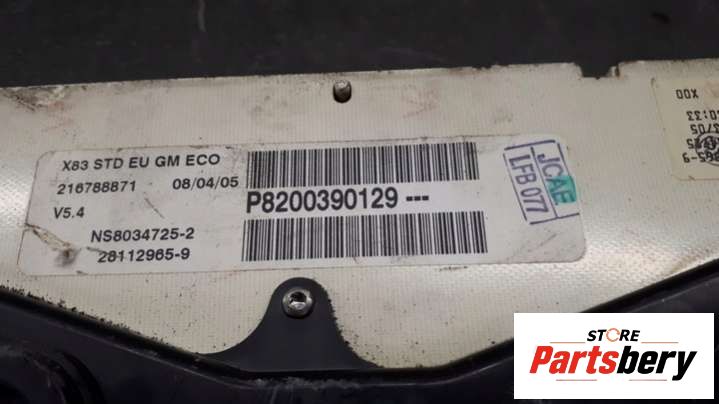 X83 STD EU GM ECO
216788871 08/04/05
V5.4
NS8034725-2
28112965-9
P8200390129 ---
JCAE
LFB 077
X00
STORE
Partsbery